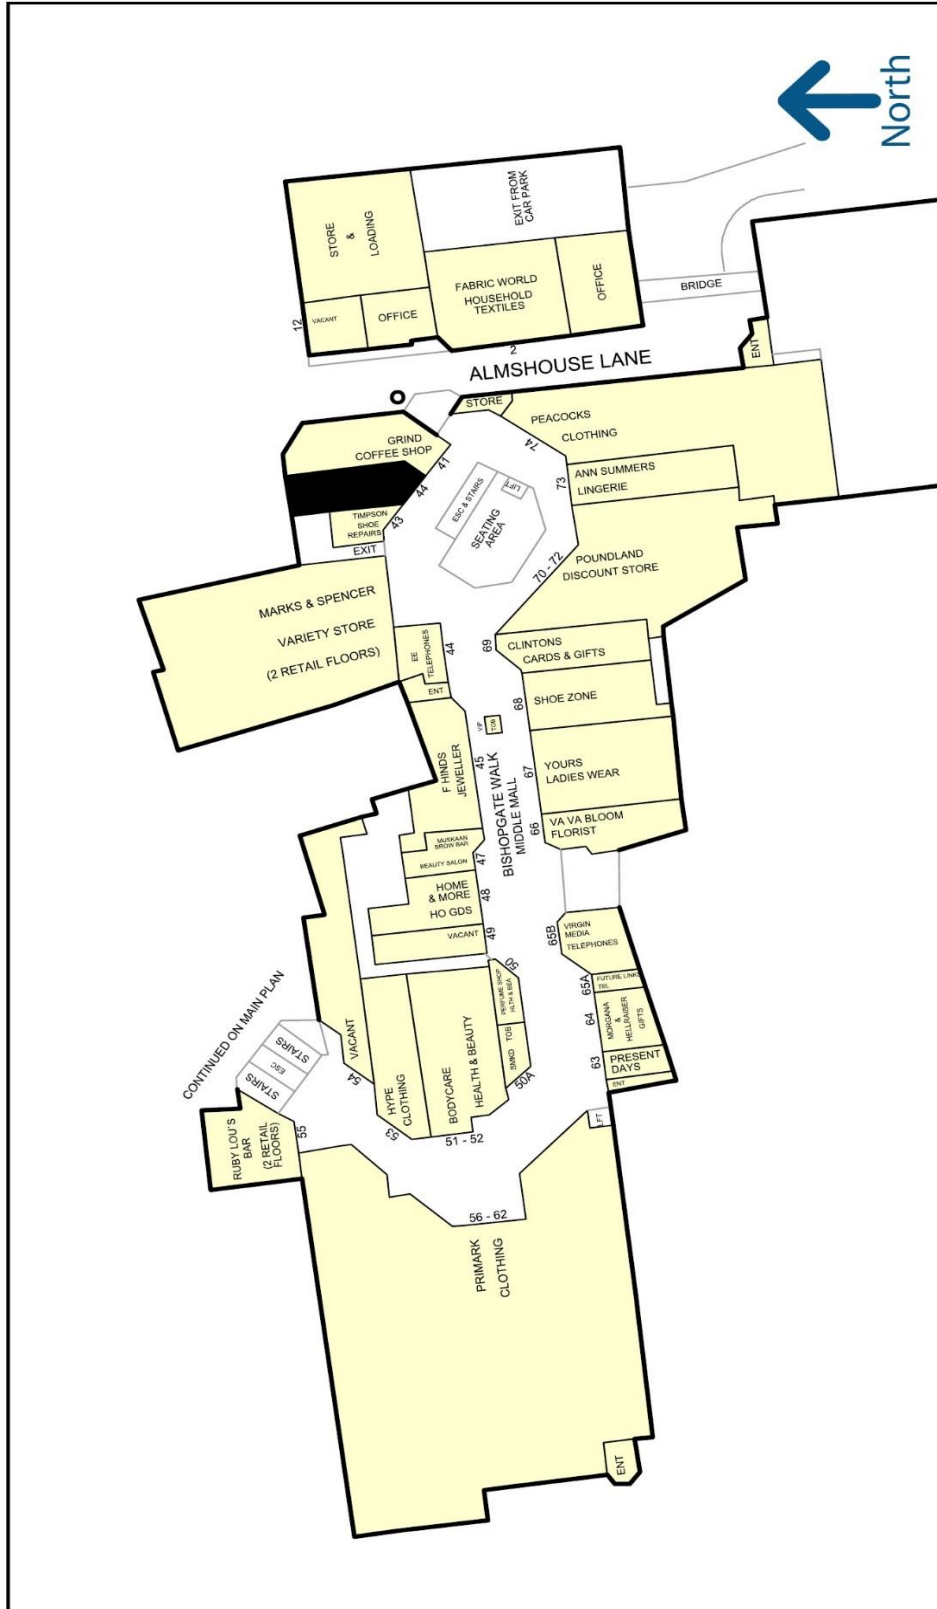 North
STORE
&
LOADING
EXIT FROM
CAR PARK
12
VACANT
OFFICE
FABRIC WORLD
HOUSEHOLD
TEXTILES
OFFICE
BRIDGE
2
ALMSHOUSE LANE
ENT
STORE
GRIND
COFFEE SHOP
41
44
TIMPSON
SHOE
REPAIRS
43
EXIT
ESC & STAIRS
LIFT
SEATING
AREA
74
PEACOCKS
CLOTHING
73
ANN SUMMERS
LINGERIE
70 - 72
POUNDLAND
DISCOUNT STORE
MARKS & SPENCER
VARIETY STORE
(2 RETAIL FLOORS)
EE
TELEPHONES
44
ENT
69
CLINTONS
CARDS & GIFTS
68
SHOE ZONE
VIP
TOB
F HINDS
JEWELLER
45
BISHOPGATE WALK
MIDDLE MALL
67
YOURS
LADIES WEAR
66
VA VA BLOOM
FLORIST
MUSKAAN
BROW BAR
BEAUTY SALON
47
HOME
& MORE
HO GDS
48
VACANT
49
50
PERFUME SHOP
HLTH & BEA
65B
VIRGIN
MEDIA
TELEPHONES
65A
FUTURE LINKS
TEL
64
MORGANA
&
HELLRAISER
GIFTS
63
PRESENT
DAYS
ENT
LIFT
CONTINUED ON MAIN PLAN
STAIRS
ESC
STAIRS
VACANT
54
HYPE
CLOTHING
53
BODYCARE
HEALTH & BEAUTY
51 - 52
SMKD TOB
50A
RUBY LOU'S
BAR
(2 RETAIL
FLOORS)
55
56 - 62
PRIMARK
CLOTHING
ENT